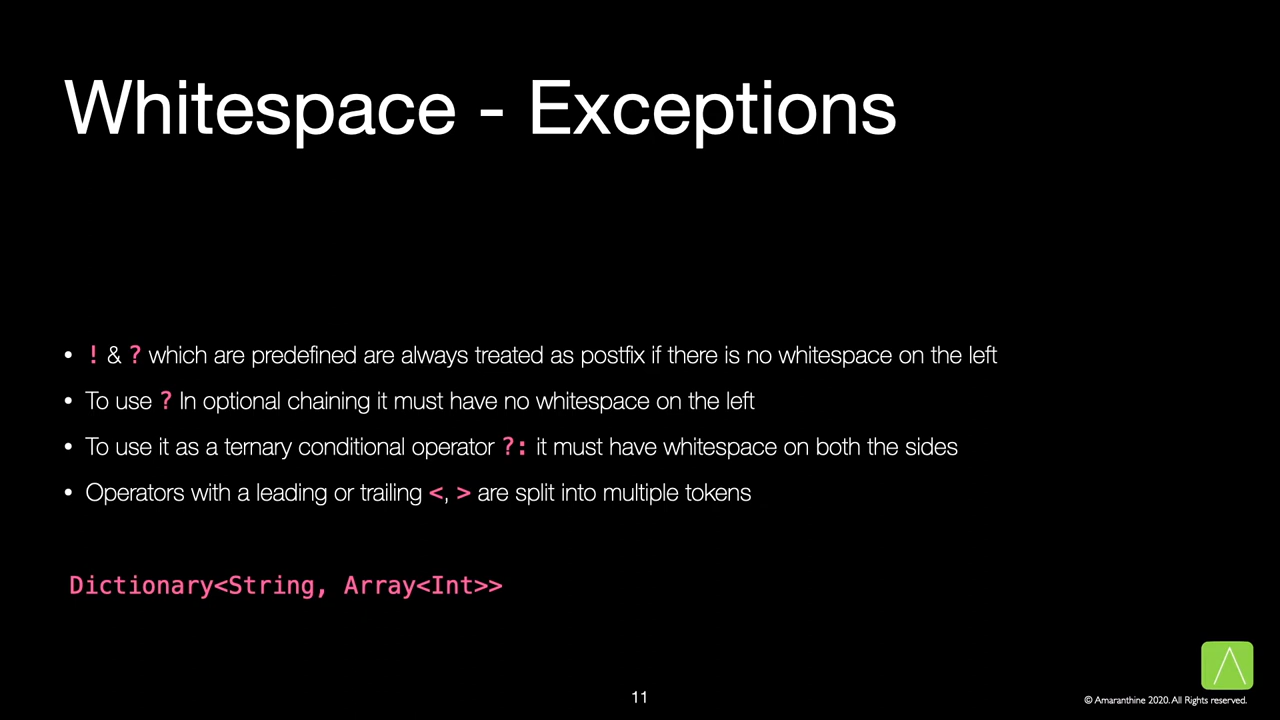 Whitespace - Exceptions
• ! & ? which are predefined are always treated as postfix if there is no whitespace on the left
• To use ? In optional chaining it must have no whitespace on the left
• To use it as a ternary conditional operator ?: it must have whitespace on both the sides
• Operators with a leading or trailing <, > are split into multiple tokens
Dictionary<String, Array<Int>>
11
© Amaranthine 2020. All Rights reserved.